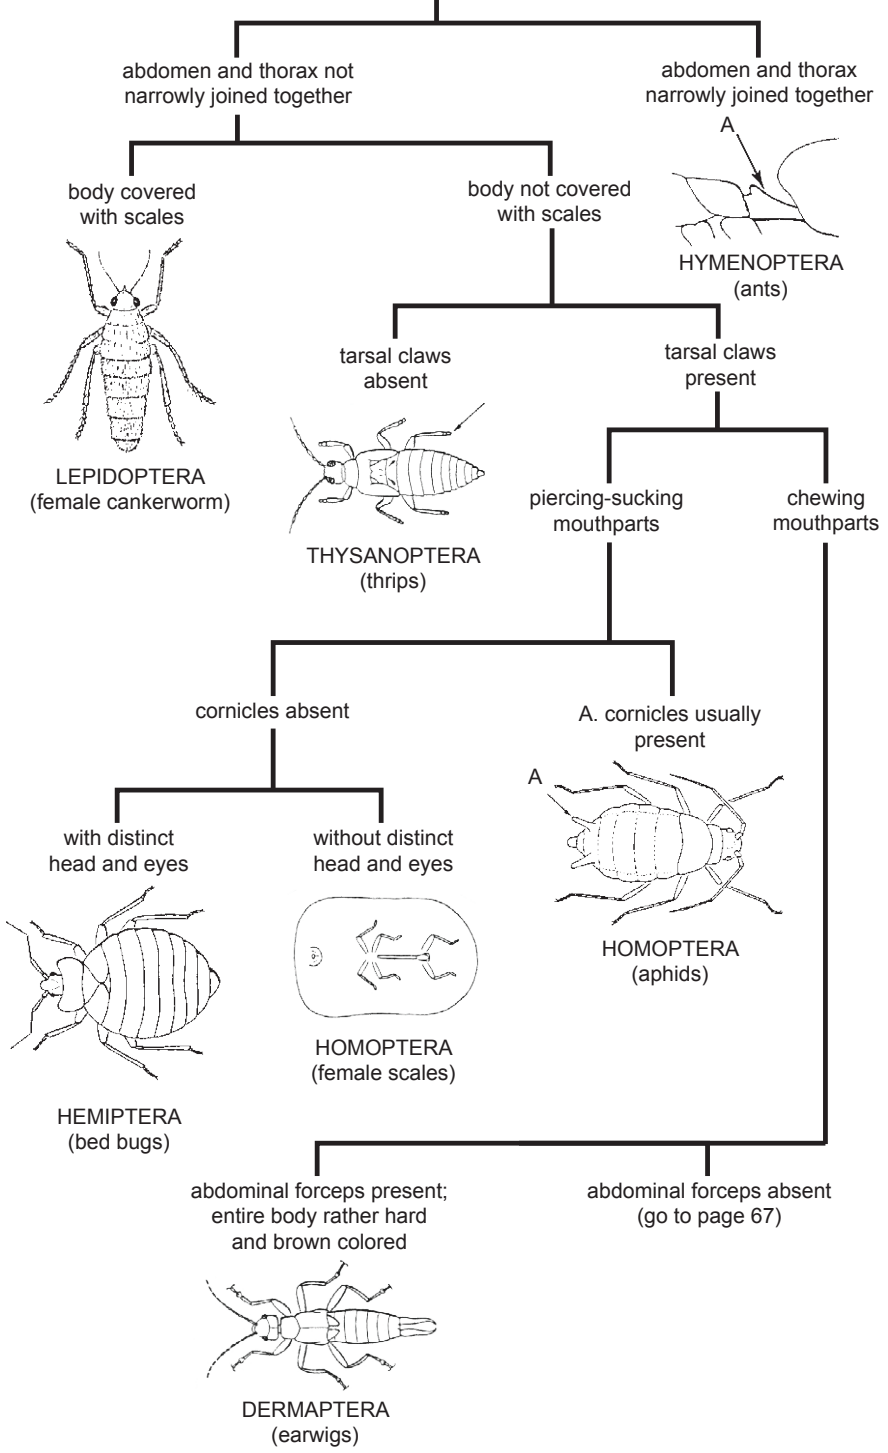 abdomen and thorax not
narrowly joined together
abdomen and thorax
narrowly joined together
A
body covered
with scales
body not covered
with scales
HYMENOPTERA
(ants)
tarsal claws
absent
tarsal claws
present
LEPIDOPTERA
(female cankerworm)
piercing-sucking
mouthparts
chewing
mouthparts
THYSANOPTERA
(thrips)
cornicles absent
A. cornicles usually
present
A
with distinct
head and eyes
without distinct
head and eyes
HOMOPTERA
(aphids)
HOMOPTERA
(female scales)
HEMIPTERA
(bed bugs)
abdominal forceps present;
entire body rather hard
and brown colored
abdominal forceps absent
(go to page 67)
DERMAPTERA
(earwigs)